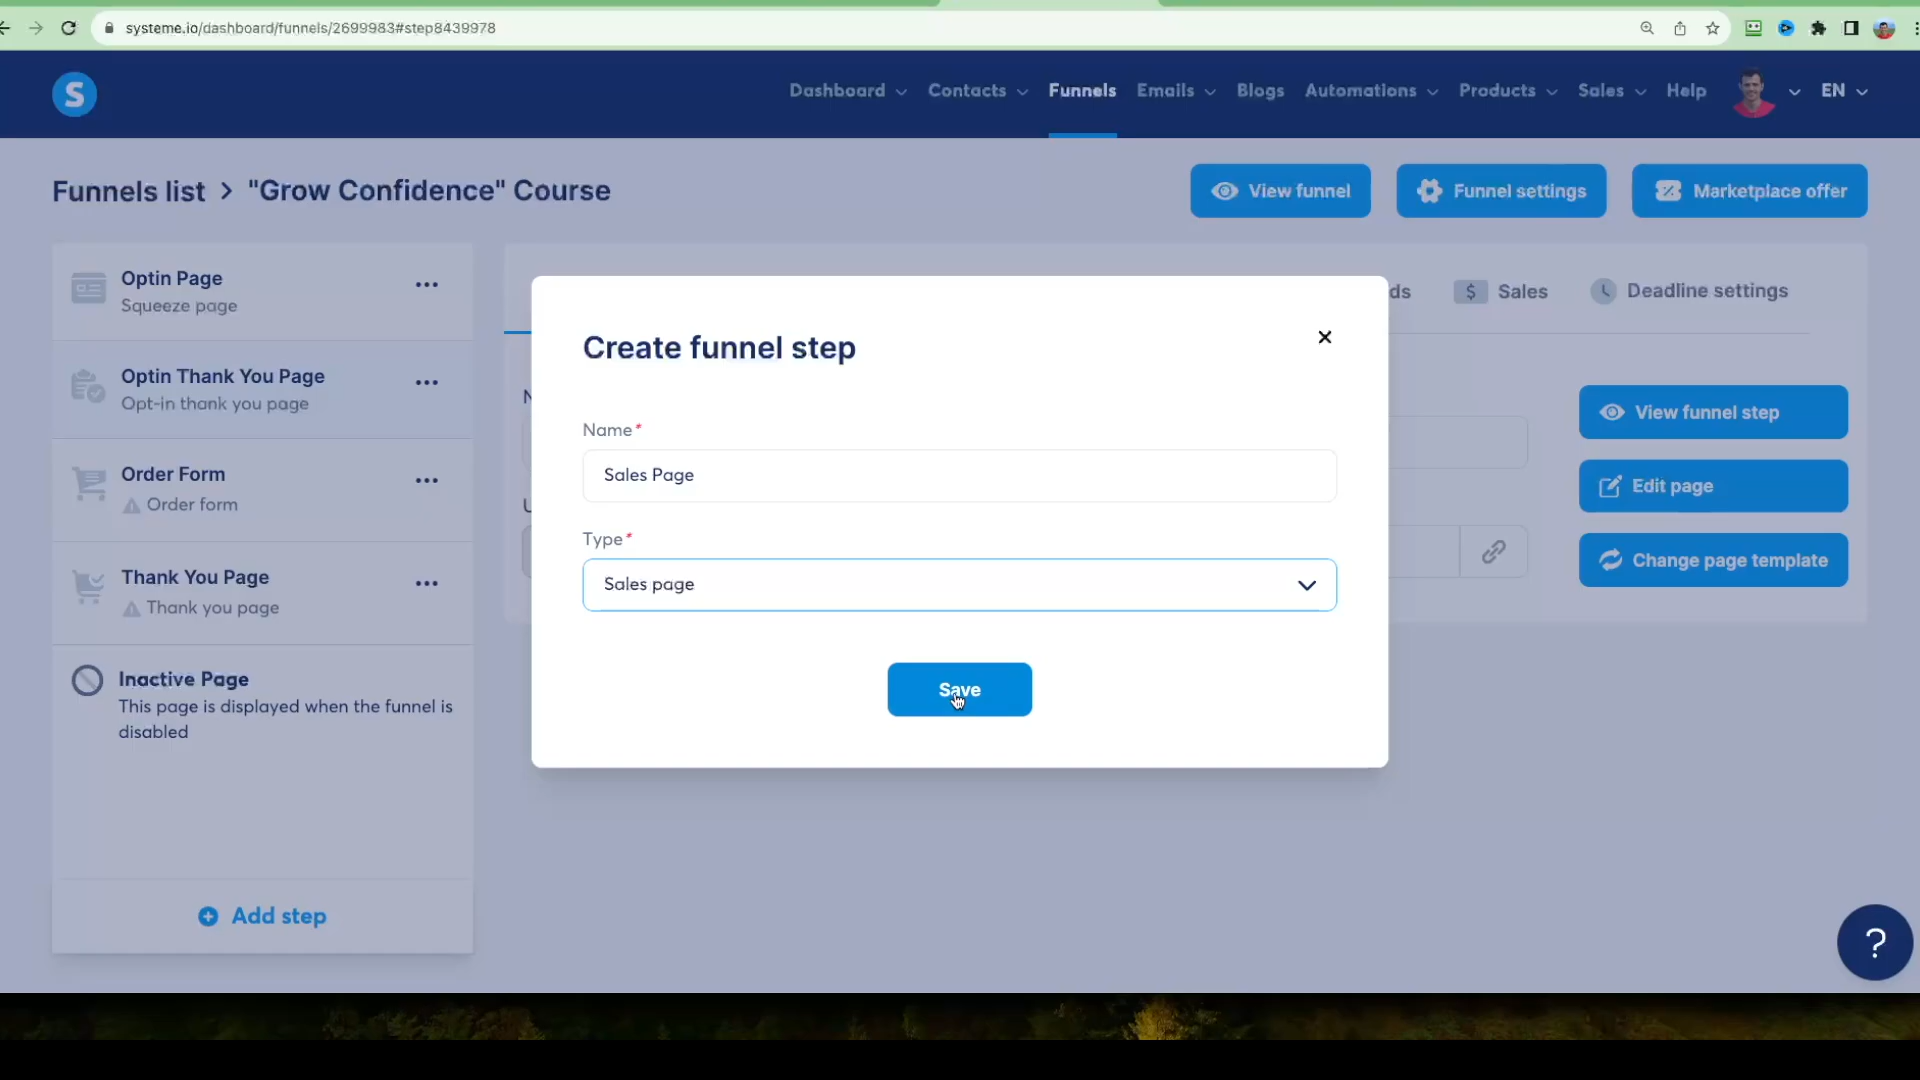 systeme.io/dashboard/funnels/2699983#step8439978
S
Dashboard
Contacts
Funnels
Emails
Blogs
Automations
Products
Sales
Help
EN
Funnels list > "Grow Confidence" Course
View funnel
Funnel settings
Marketplace offer
Optin Page
Squeeze page
Optin Thank You Page
Opt-in thank you page
Order Form
Order form
Thank You Page
Thank you page
Inactive Page
This page is displayed when the funnel is
disabled
Add step
ds
$ Sales
Deadline settings
Create funnel step
Name*
Sales Page
Type*
Sales page
Save
View funnel step
Edit page
Change page template
?